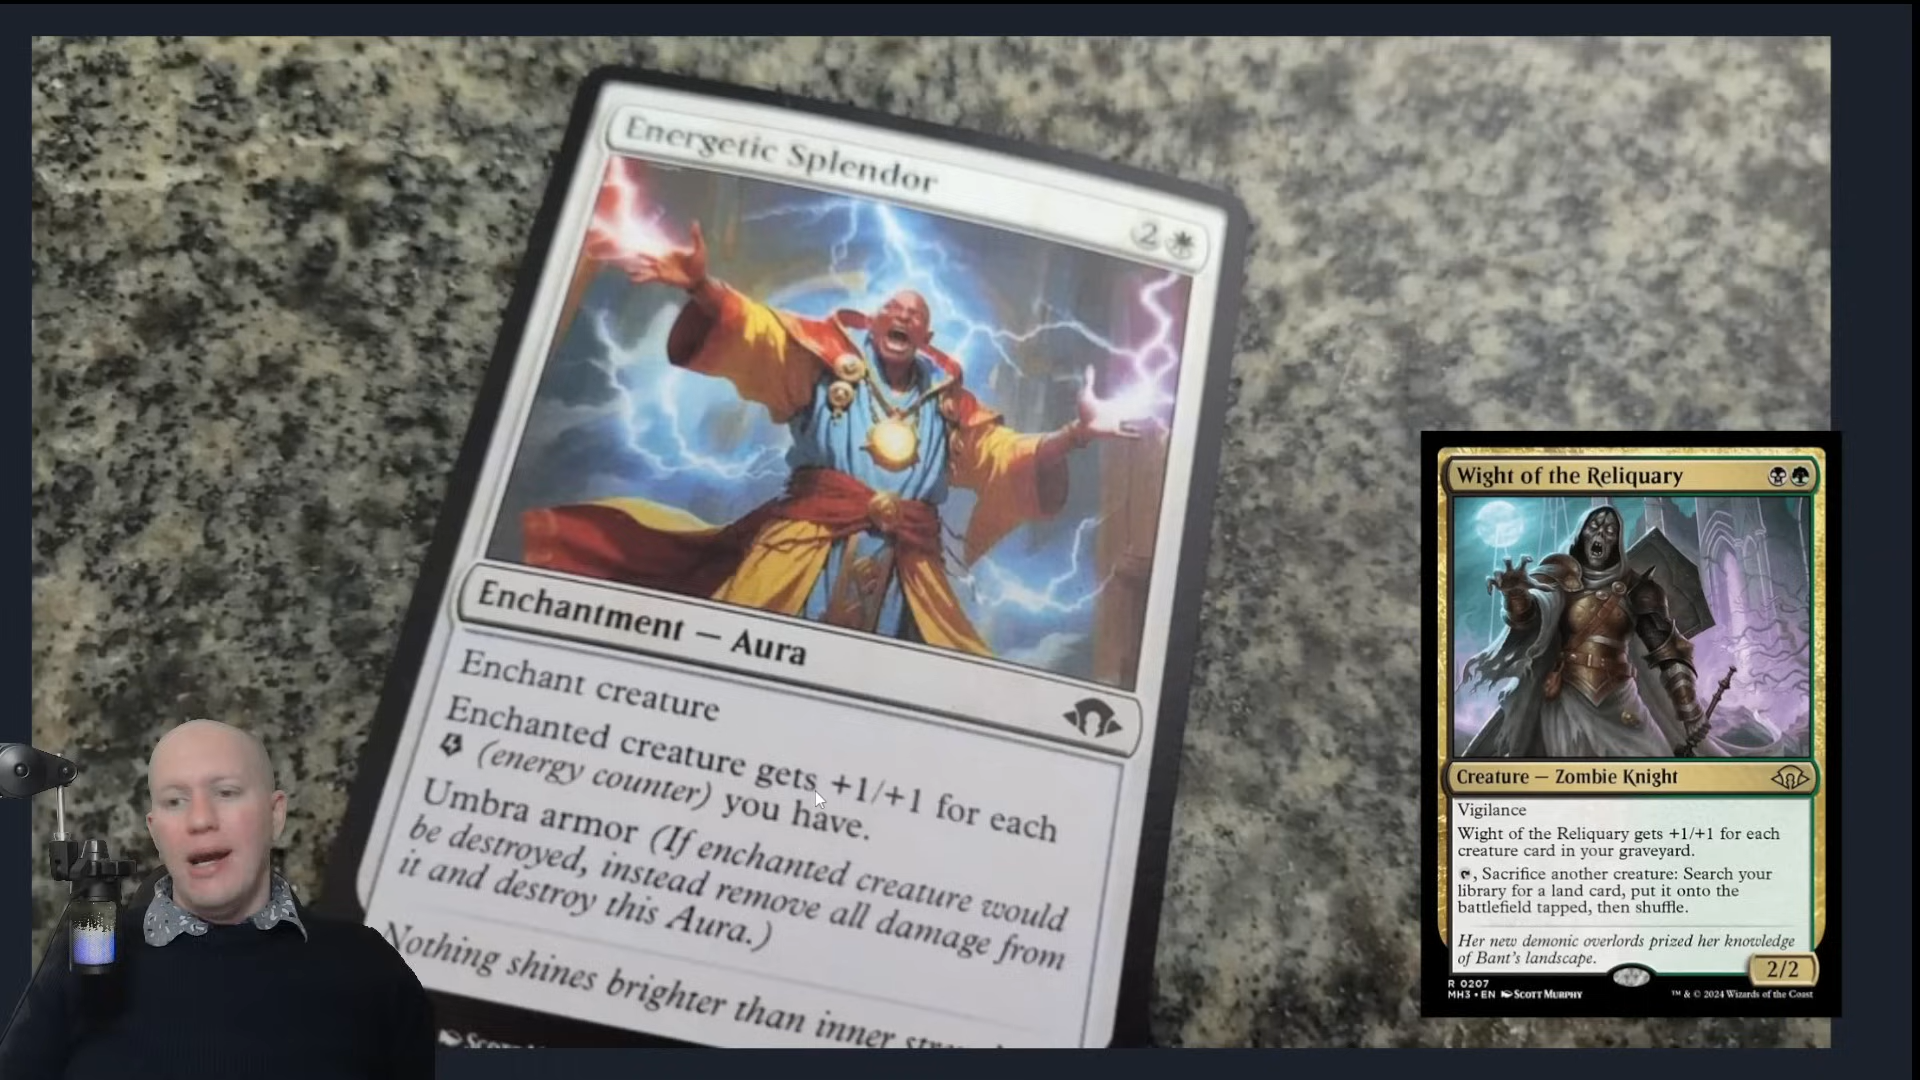 Energetic Splendor
2
Enchantment — Aura
Enchant creature
Enchanted creature gets +1/+1 for each
(energy counter) you have.
Umbra armor (If enchanted creature would
be destroyed, instead remove all damage from
it and destroy this Aura.)
Nothing shines brighter than inner
Wight of the Reliquary
Creature — Zombie Knight
Vigilance
Wight of the Reliquary gets +1/+1 for each
creature card in your graveyard.
, Sacrifice another creature: Search your
library for a land card, put it onto the
battlefield tapped, then shuffle.
Her new demonic overlords prized her knowledge
of Bant's landscape.
2/2
R 0207
MH3 • EN Scott Murphy
™ & © 2024 Wizards of the Coast